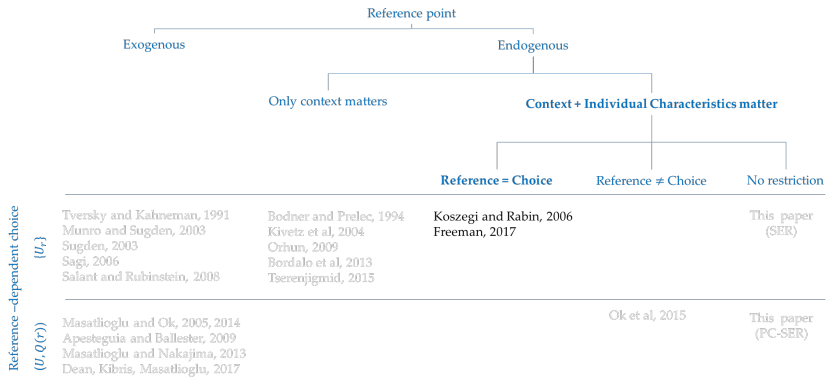 Reference point
Exogenous
Endogenous
Only context matters
Context + Individual Characteristics matter
Reference = Choice
Reference ≠ Choice
No restriction
Reference –dependent choice
{U_r}
Tversky and Kahneman, 1991
Munro and Sugden, 2003
Sugden, 2003
Sagi, 2006
Salant and Rubinstein, 2008
Bodner and Prelec, 1994
Kivetz et al, 2004
Orhun, 2009
Bordalo et al, 2013
Tserenjigmid, 2015
Koszegi and Rabin, 2006
Freeman, 2017
This paper
(SER)
(U, Q(r))
Masatlioglu and Ok, 2005, 2014
Apesteguia and Ballester, 2009
Masatlioglu and Nakajima, 2013
Dean, Kibris, Masatlioglu, 2017
Ok et al, 2015
This paper
(PC-SER)